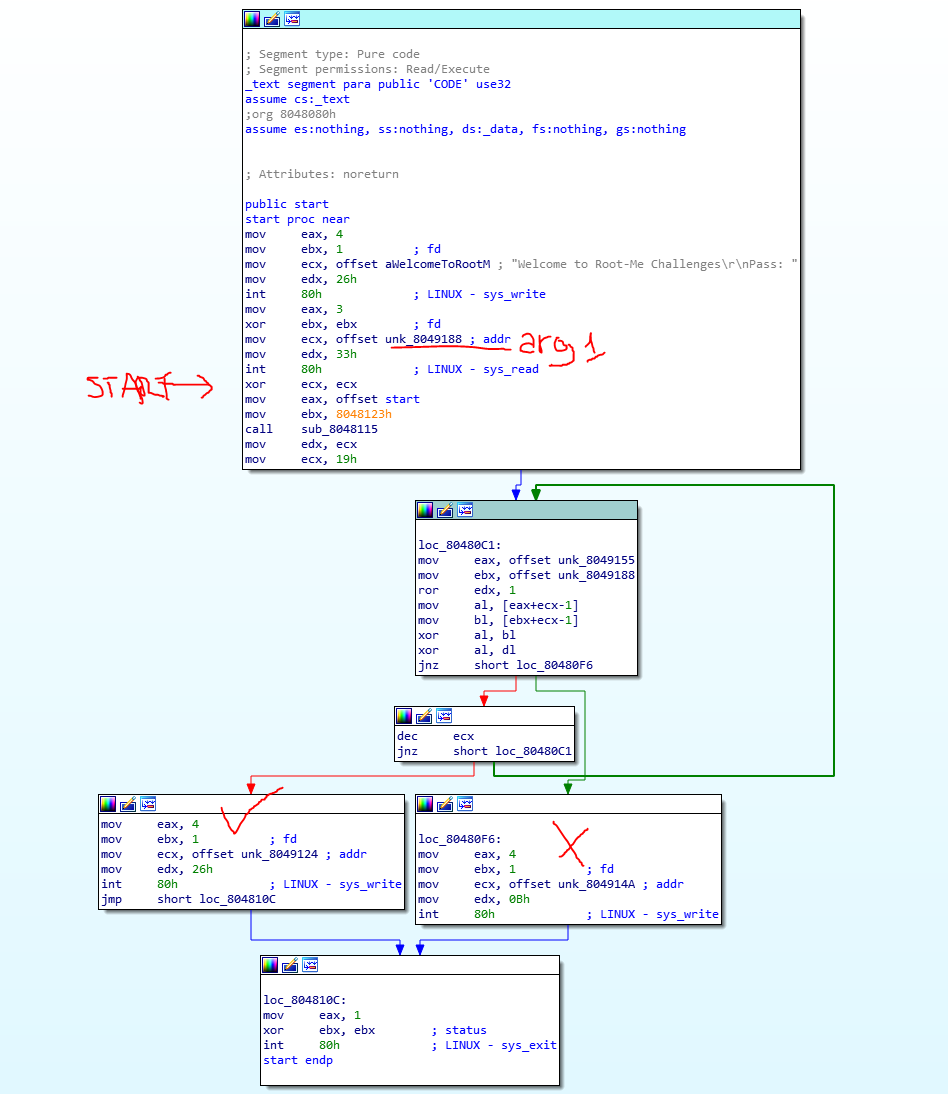 ; Segment type: Pure code
; Segment permissions: Read/Execute
_text segment para public 'CODE' use32
assume cs:_text
;org 8048080h
assume es:nothing, ss:nothing, ds:_data, fs:nothing, gs:nothing
; Attributes: noreturn
public start
start proc near
mov eax, 4
mov ebx, 1 ; fd
mov ecx, offset aWelcomeToRootM ; "Welcome to Root-Me Challenges\r\nPass: "
mov edx, 26h
int 80h ; LINUX - sys_write
mov eax, 3
xor ebx, ebx ; fd
mov ecx, offset unk_8049188 ; addr arg 1
mov edx, 33h
int 80h ; LINUX - sys_read
START xor ecx, ecx
mov eax, offset start
mov ebx, 8048123h
call sub_8048115
mov edx, ecx
mov ecx, 19h
loc_80480C1:
mov eax, offset unk_8049155
mov ebx, offset unk_8049188
ror edx, 1
mov al, [eax+ecx-1]
mov bl, [ebx+ecx-1]
xor al, bl
xor al, dl
jnz short loc_80480F6
dec ecx
jnz short loc_80480C1
mov eax, 4
mov ebx, 1 ; fd
mov ecx, offset unk_8049124 ; addr
mov edx, 26h
int 80h ; LINUX - sys_write
jmp short loc_804810C
loc_80480F6:
mov eax, 4
mov ebx, 1 ; fd
mov ecx, offset unk_804914A ; addr
mov edx, 0Bh
int 80h ; LINUX - sys_write
loc_804810C:
mov eax, 1
xor ebx, ebx ; status
int 80h ; LINUX - sys_exit
start endp